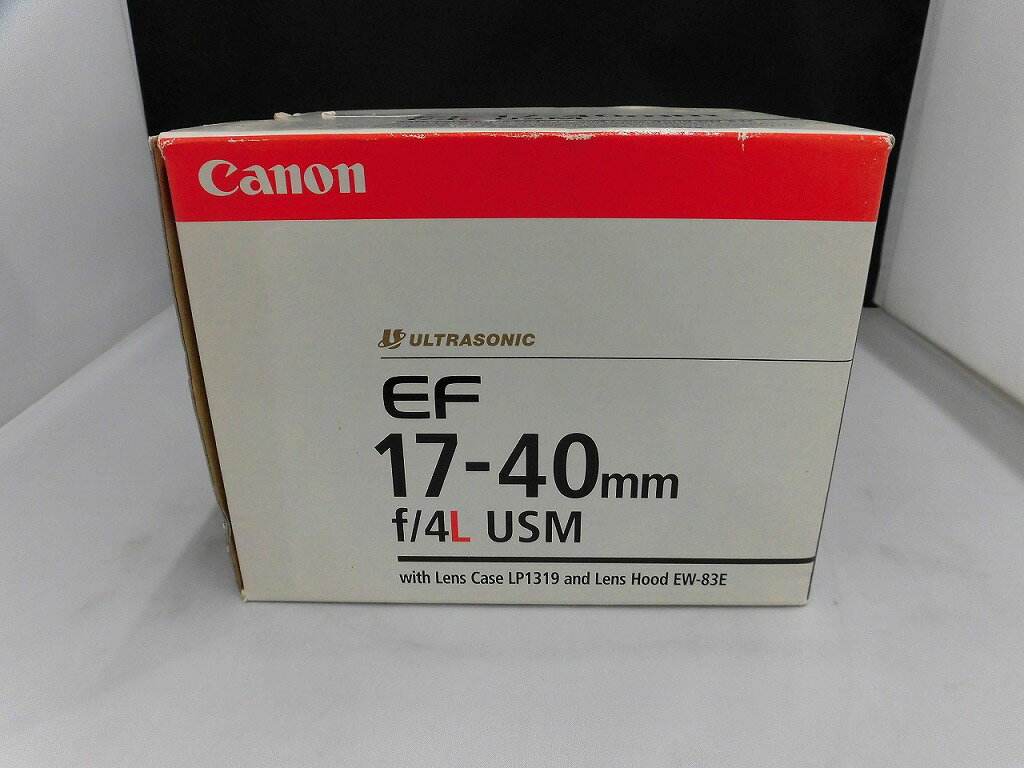 Canon
ULTRASONIC
EF
17-40mm
f/4L USM
with Lens Case LP1319 and Lens Hood EW-83E